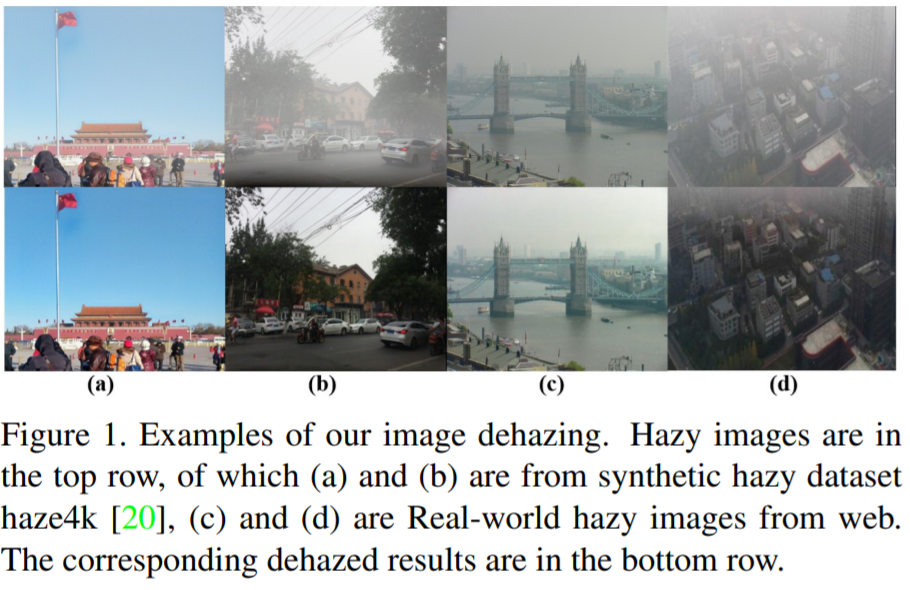 (a) (b) (c) (d)
Figure 1. Examples of our image dehazing. Hazy images are in
the top row, of which (a) and (b) are from synthetic hazy dataset
haze4k [20], (c) and (d) are Real-world hazy images from web.
The corresponding dehazed results are in the bottom row.